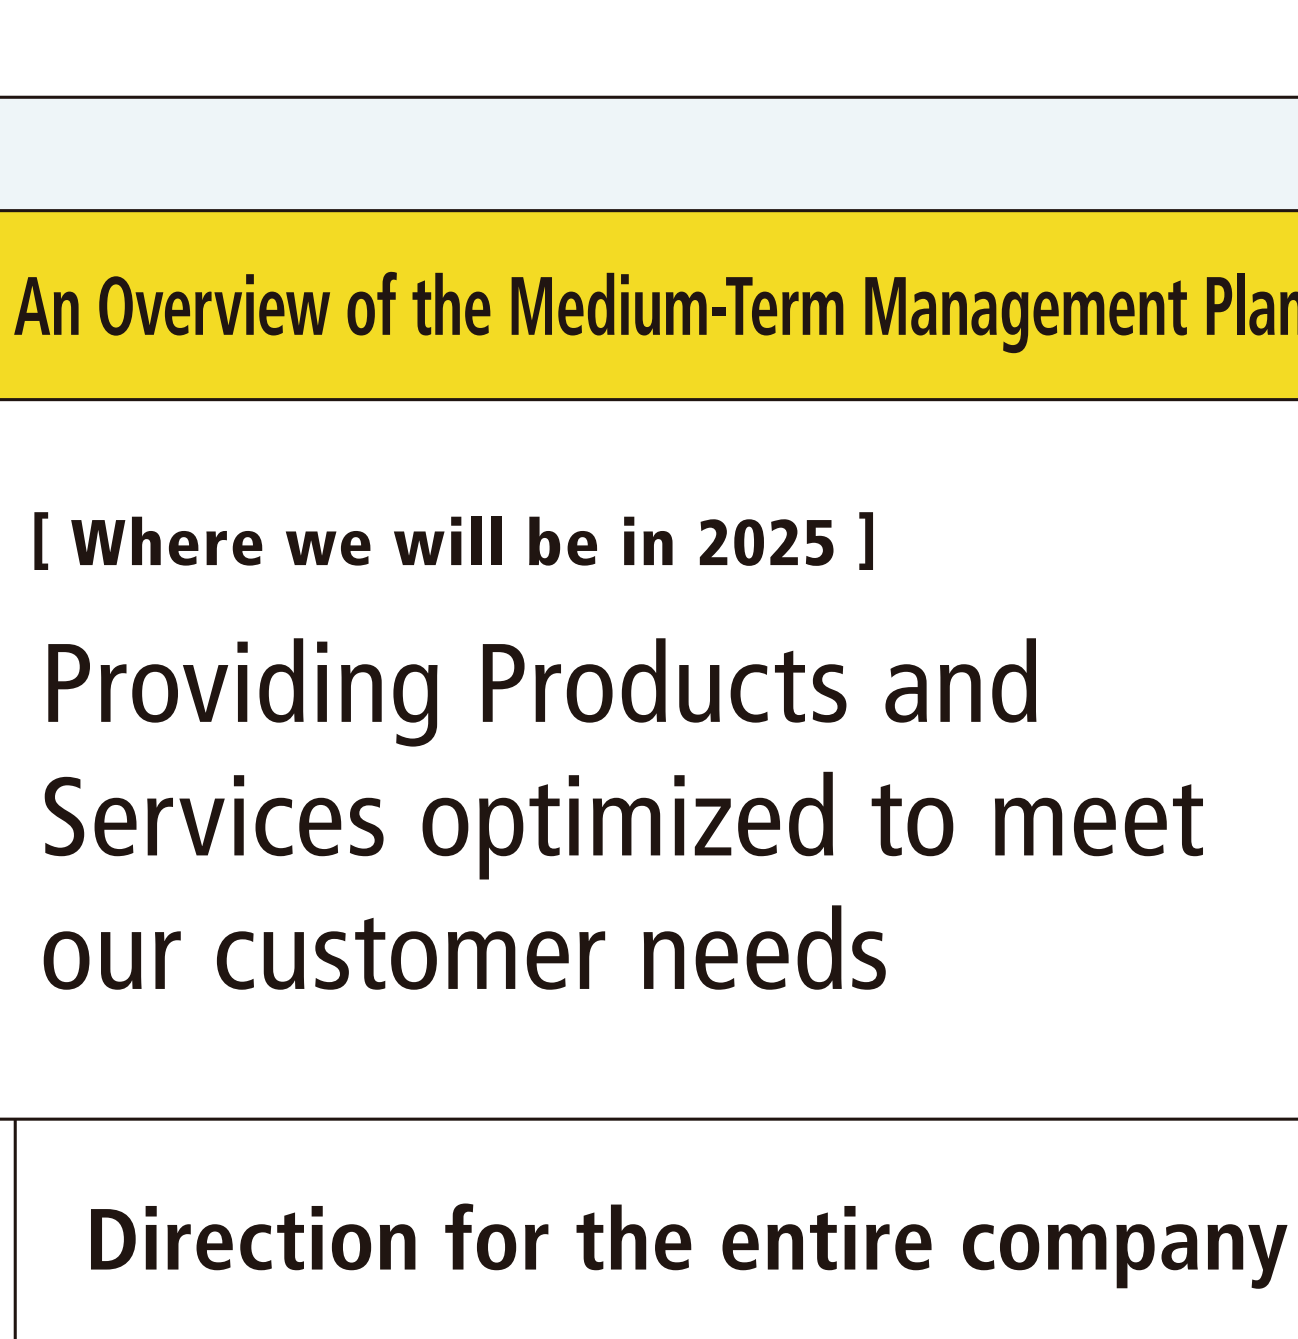 An Overview of the Medium-Term Management Plan
[ Where we will be in 2025 ]
Providing Products and
Services optimized to meet
our customer needs
Direction for the entire company